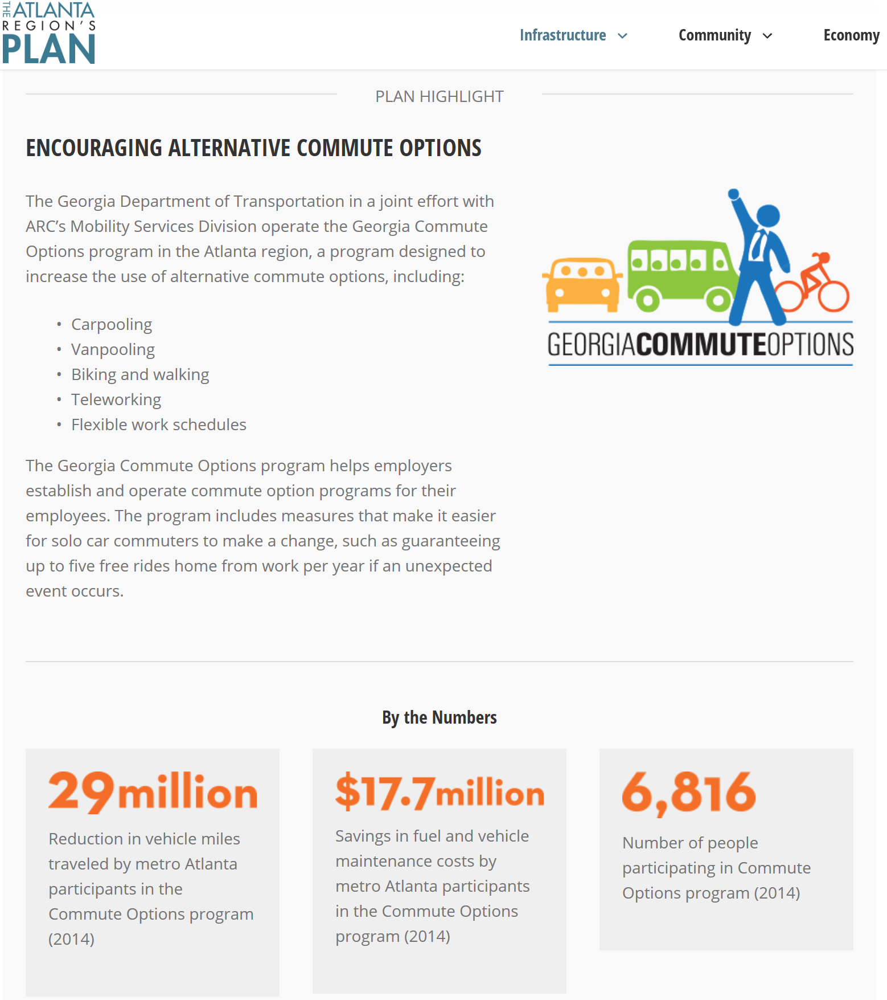 THE ATLANTA
REGION'S
PLAN
Infrastructure
Community
Economy
PLAN HIGHLIGHT
ENCOURAGING ALTERNATIVE COMMUTE OPTIONS
The Georgia Department of Transportation in a joint effort with
ARC’s Mobility Services Division operate the Georgia Commute
Options program in the Atlanta region, a program designed to
increase the use of alternative commute options, including:
• Carpooling
• Vanpooling
• Biking and walking
• Teleworking
• Flexible work schedules
GEORGIACOMMUTEOPTIONS
The Georgia Commute Options program helps employers
establish and operate commute option programs for their
employees. The program includes measures that make it easier
for solo car commuters to make a change, such as guaranteeing
up to five free rides home from work per year if an unexpected
event occurs.
By the Numbers
29million
Reduction in vehicle miles
traveled by metro Atlanta
participants in the
Commute Options program
(2014)
$17.7million
Savings in fuel and vehicle
maintenance costs by
metro Atlanta participants
in the Commute Options
program (2014)
6,816
Number of people
participating in Commute
Options program (2014)